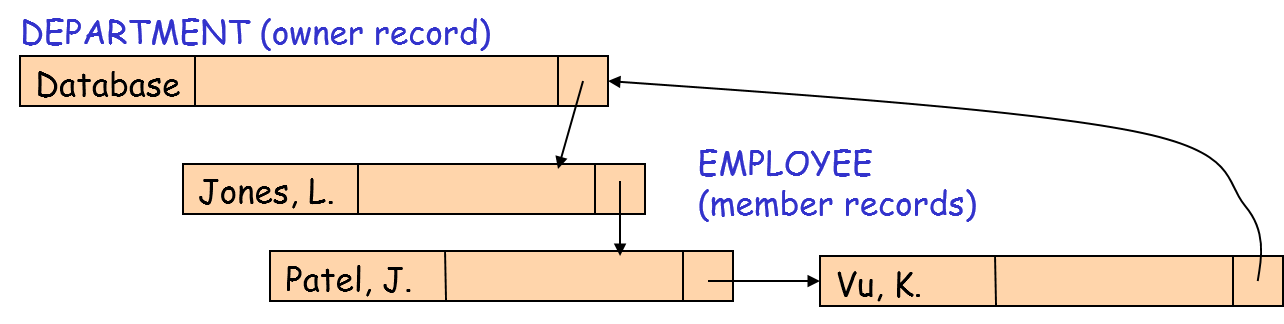 DEPARTMENT (owner record)
Database
Jones, L.
EMPLOYEE
(member records)
Patel, J.
Vu, K.